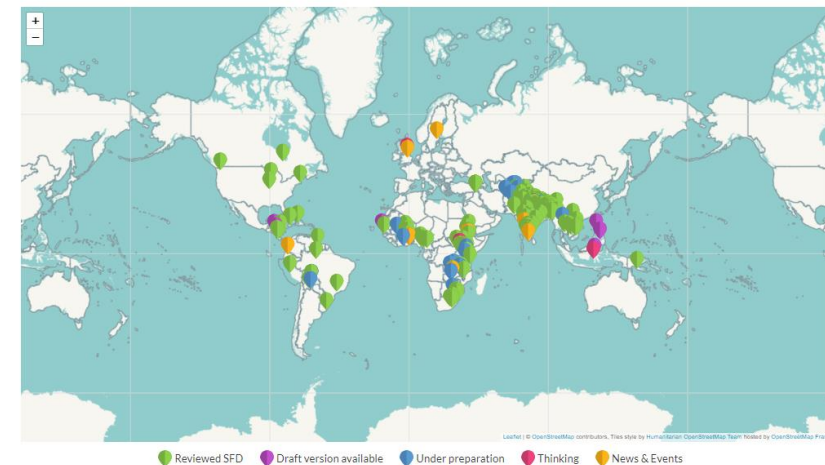 +
−
Leaflet | © OpenStreetMap contributors, Tiles style by Humanitarian OpenStreetMap Team hosted by OpenStreetMap Fra
Reviewed SFD Draft version available Under preparation Thinking News & Events